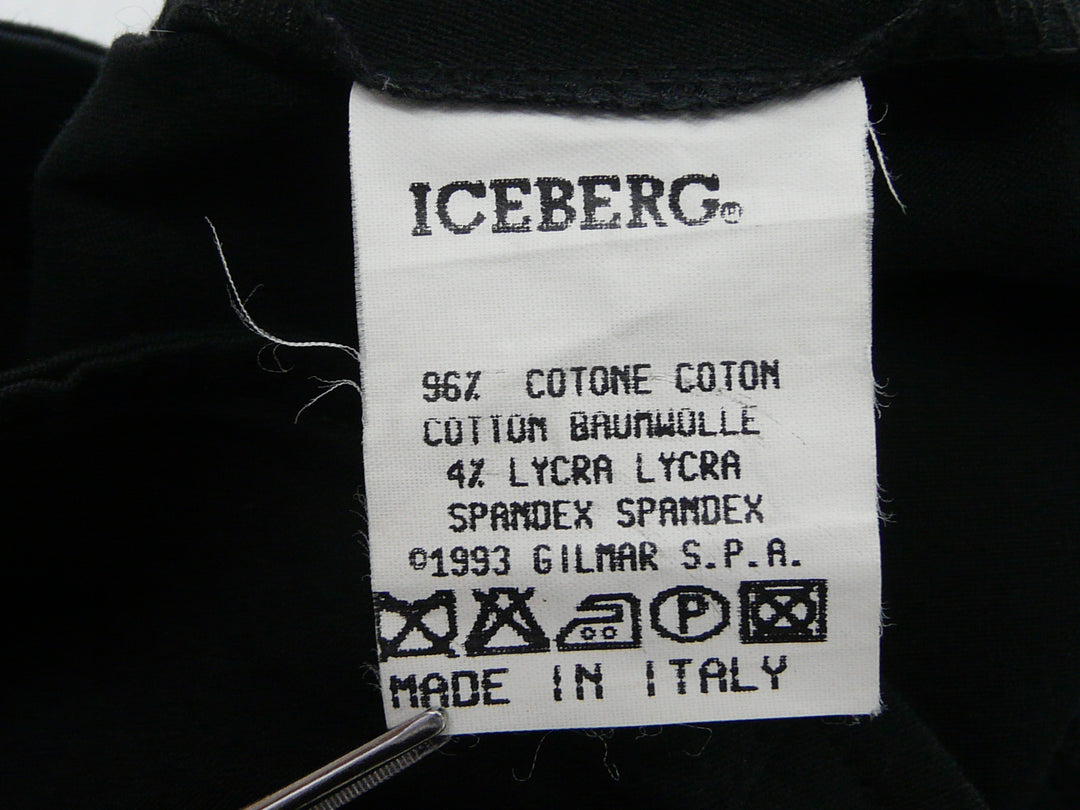 ICEBERG®
96% COTONE COTON
COTTON BAUMWOLLE
4% LYCRA LYCRA
SPANDEX SPANDEX
©1993 GILMAR S.P.A.
P
MADE IN ITALY